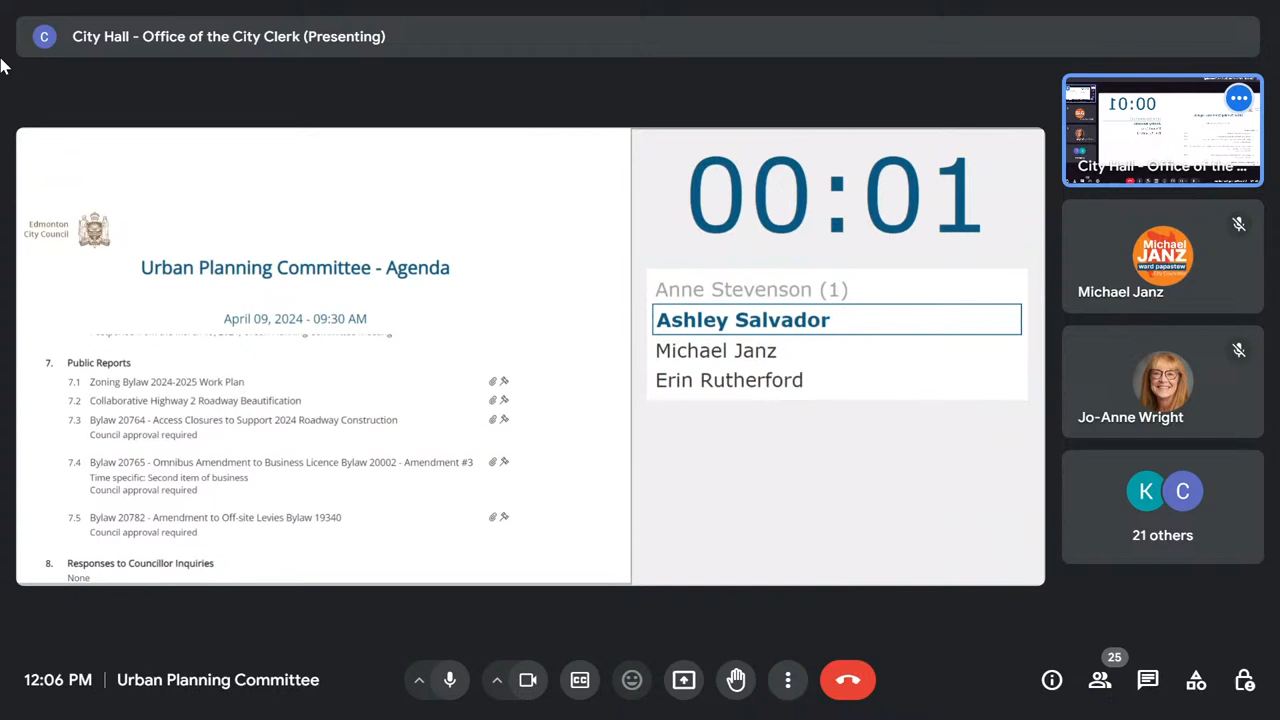 C City Hall - Office of the City Clerk (Presenting)
Edmonton
City Council
Urban Planning Committee - Agenda
April 09, 2024 - 09:30 AM
7. Public Reports
7.1 Zoning Bylaw 2024-2025 Work Plan
7.2 Collaborative Highway 2 Roadway Beautification
7.3 Bylaw 20764 - Access Closures to Support 2024 Roadway Construction
Council approval required
7.4 Bylaw 20765 - Omnibus Amendment to Business Licence Bylaw 20002 - Amendment #3
Time specific: Second item of business
Council approval required
7.5 Bylaw 20782 - Amendment to Off-site Levies Bylaw 19340
Council approval required
8. Responses to Councillor Inquiries
None
00:01
Anne Stevenson (1)
Ashley Salvador
Michael Janz
Erin Rutherford
00:01
City Hall - Office of the ...
Michael
JANZ
ward papastew
Michael Janz
Jo-Anne Wright
K C
21 others
12:06 PM | Urban Planning Committee
CC
25